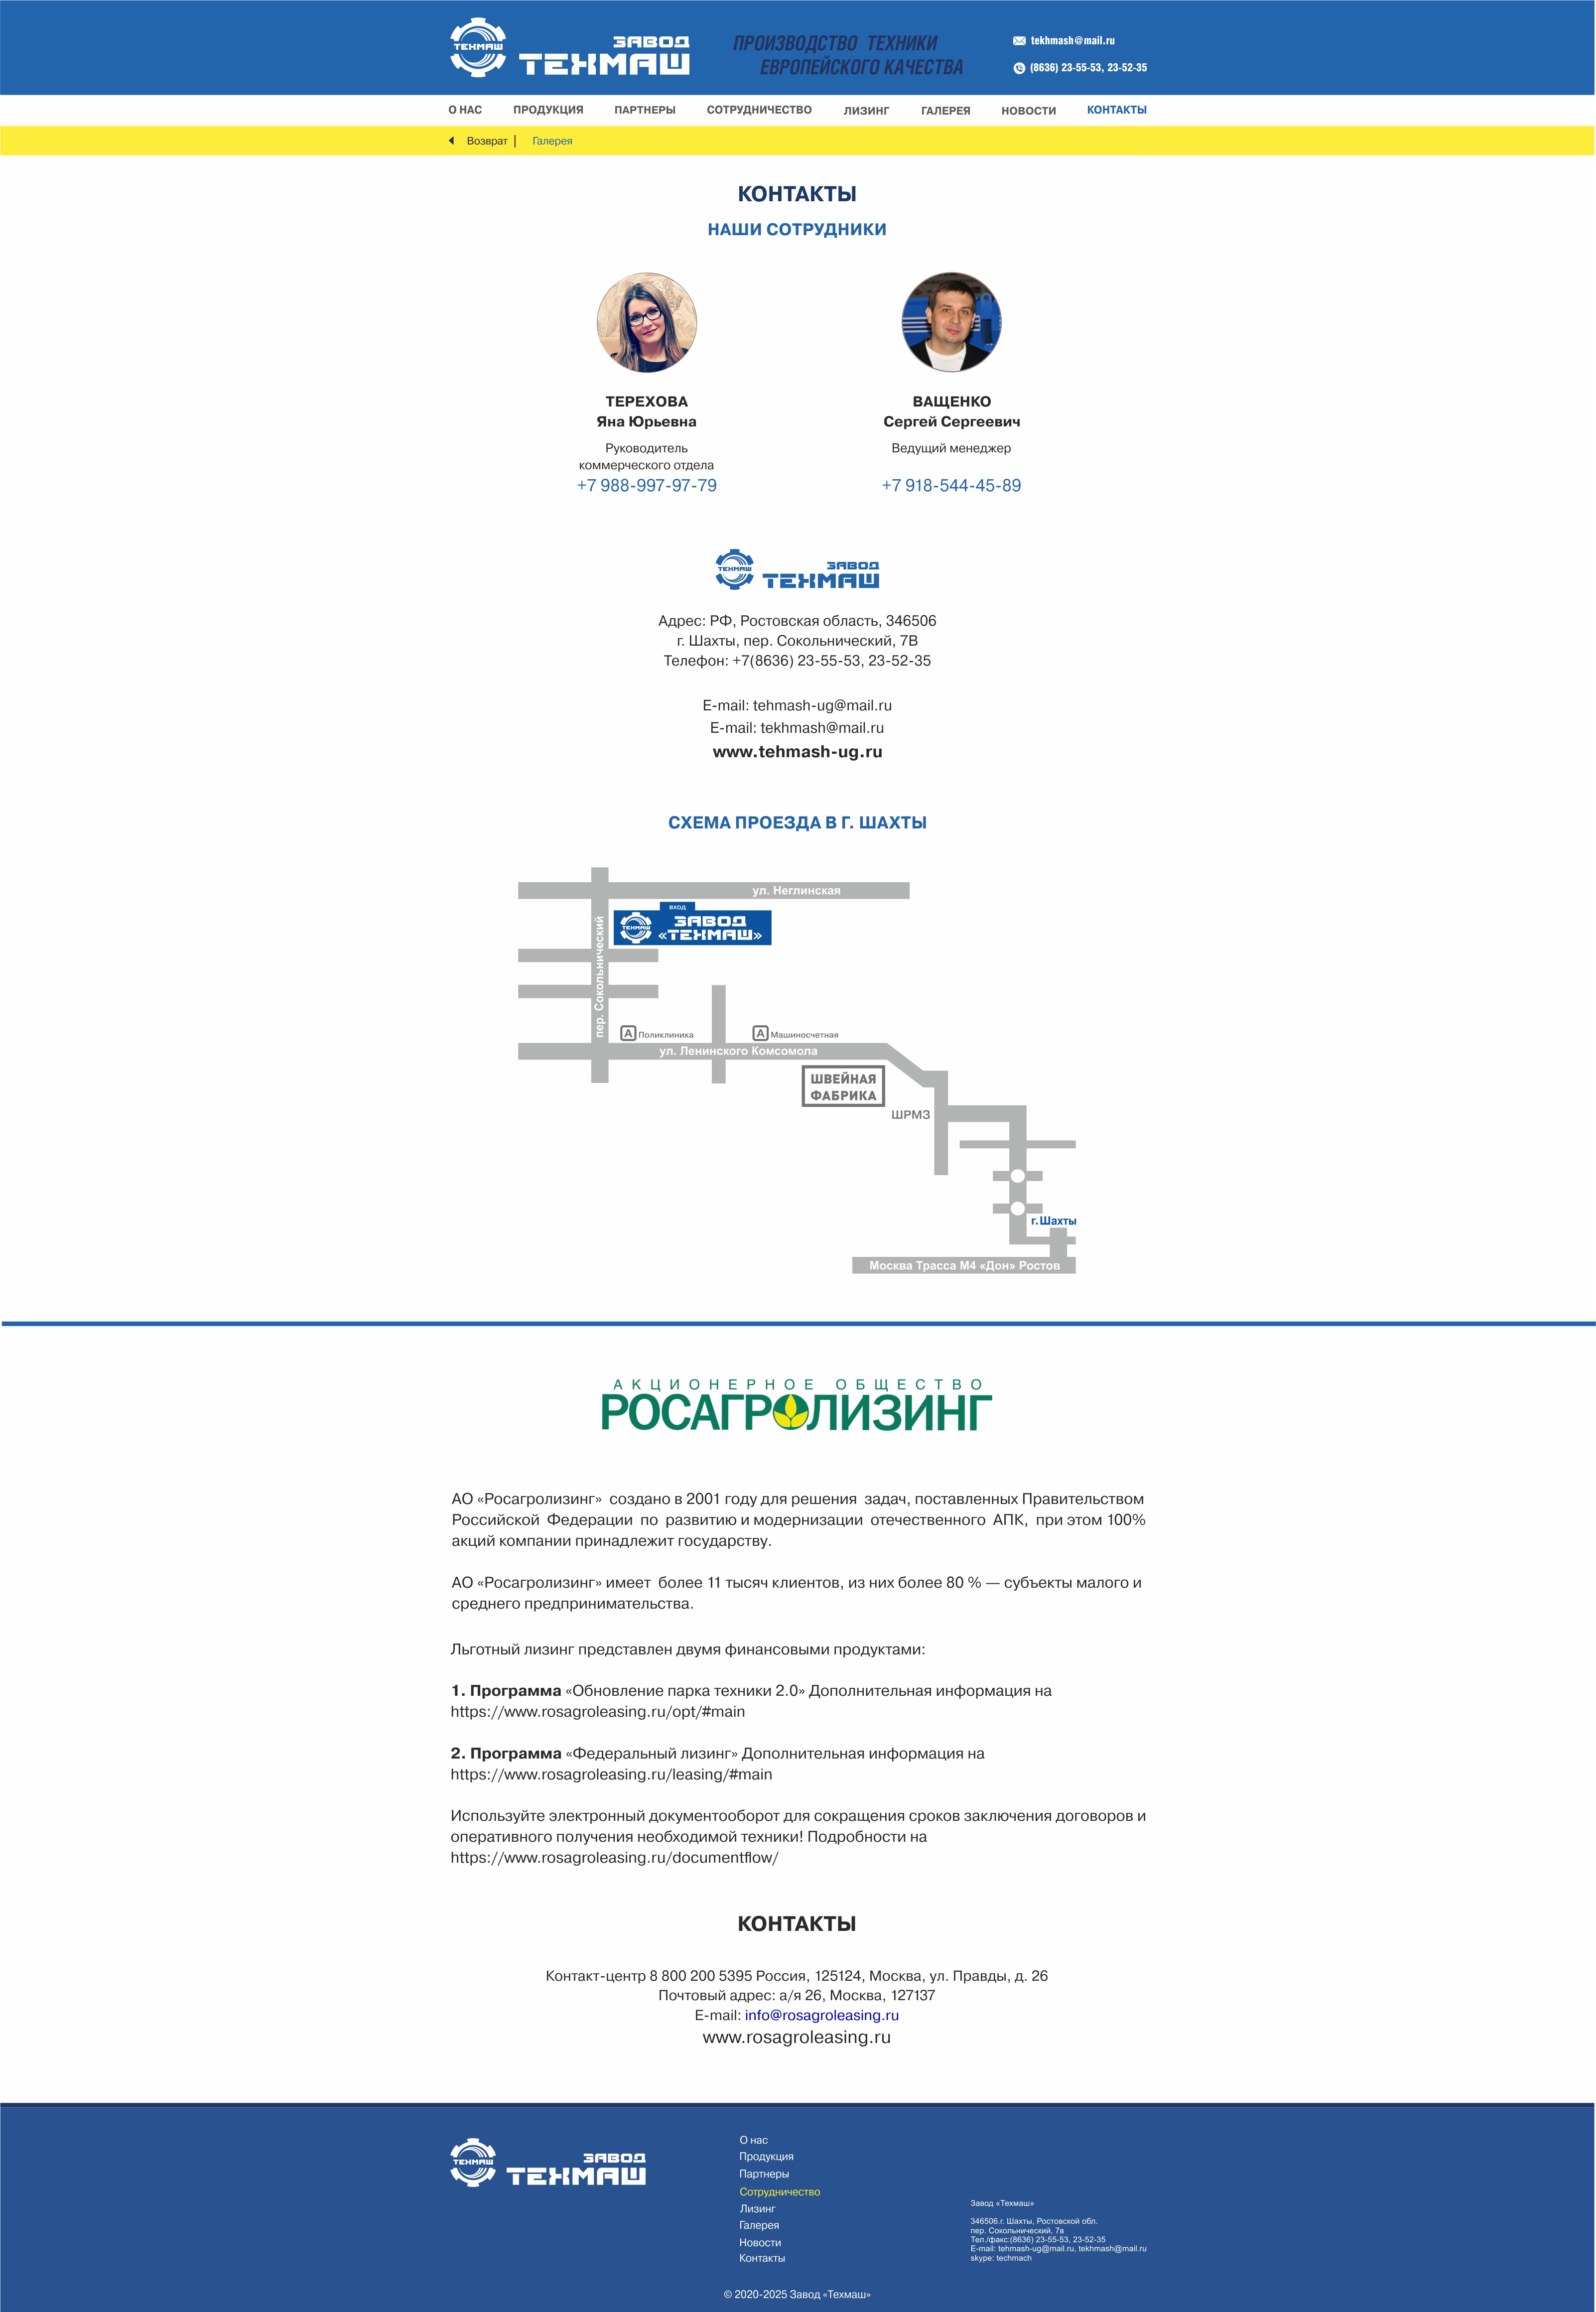 ТЕХМАШ
ЗАВОД
ТЕХМАШ
ПРОИЗВОДСТВО ТЕХНИКИ
ЕВРОПЕЙСКОГО КАЧЕСТВА
tekhmash@mail.ru
(8636) 23-55-53, 23-52-35
О НАС ПРОДУКЦИЯ ПАРТНЕРЫ СОТРУДНИЧЕСТВО ЛИЗИНГ ГАЛЕРЕЯ НОВОСТИ КОНТАКТЫ
Возврат | Галерея
КОНТАКТЫ
НАШИ СОТРУДНИКИ
ТЕРЕХОВА
Яна Юрьевна
Руководитель
коммерческого отдела
+7 988-997-97-79
ВАЩЕНКО
Сергей Сергеевич
Ведущий менеджер
+7 918-544-45-89
ТЕХМАШ
ЗАВОД
ТЕХМАШ
Адрес: РФ, Ростовская область, 346506
г. Шахты, пер. Сокольнический, 7В
Телефон: +7(8636) 23-55-53, 23-52-35
E-mail: tehmash-ug@mail.ru
E-mail: tekhmash@mail.ru
www.tehmash-ug.ru
СХЕМА ПРОЕЗДА В Г. ШАХТЫ
ул. Неглинская
вход
ТЕХМАШ
ЗАВОД
«ТЕХМАШ»
пер. Сокольнический
А Поликлиника
А Машиносчетная
ул. Ленинского Комсомола
ШВЕЙНАЯ
ФАБРИКА
ШРМЗ
г. Шахты
Москва Трасса М4 «Дон» Ростов
АКЦИОНЕРНОЕ ОБЩЕСТВО
РОСАГРОЛИЗИНГ
АО «Росагролизинг» создано в 2001 году для решения задач, поставленных Правительством
Российской Федерации по развитию и модернизации отечественного АПК, при этом 100%
акций компании принадлежит государству.
АО «Росагролизинг» имеет более 11 тысяч клиентов, из них более 80 % — субъекты малого и
среднего предпринимательства.
Льготный лизинг представлен двумя финансовыми продуктами:
1. Программа «Обновление парка техники 2.0» Дополнительная информация на
https://www.rosagroleasing.ru/opt/#main
2. Программа «Федеральный лизинг» Дополнительная информация на
https://www.rosagroleasing.ru/leasing/#main
Используйте электронный документооборот для сокращения сроков заключения договоров и
оперативного получения необходимой техники! Подробности на
https://www.rosagroleasing.ru/documentflow/
КОНТАКТЫ
Контакт-центр 8 800 200 5395 Россия, 125124, Москва, ул. Правды, д. 26
Почтовый адрес: а/я 26, Москва, 127137
E-mail: info@rosagroleasing.ru
www.rosagroleasing.ru
ТЕХМАШ
ЗАВОД
ТЕХМАШ
О нас
Продукция
Партнеры
Сотрудничество
Лизинг
Галерея
Новости
Контакты
Завод «Техмаш»
346506.г. Шахты, Ростовской обл.
пер. Сокольнический, 7в
Тел./факс:(8636) 23-55-53, 23-52-35
E-mail: tehmash-ug@mail.ru, tekhmash@mail.ru
skype: techmach
© 2020-2025 Завод «Техмаш»